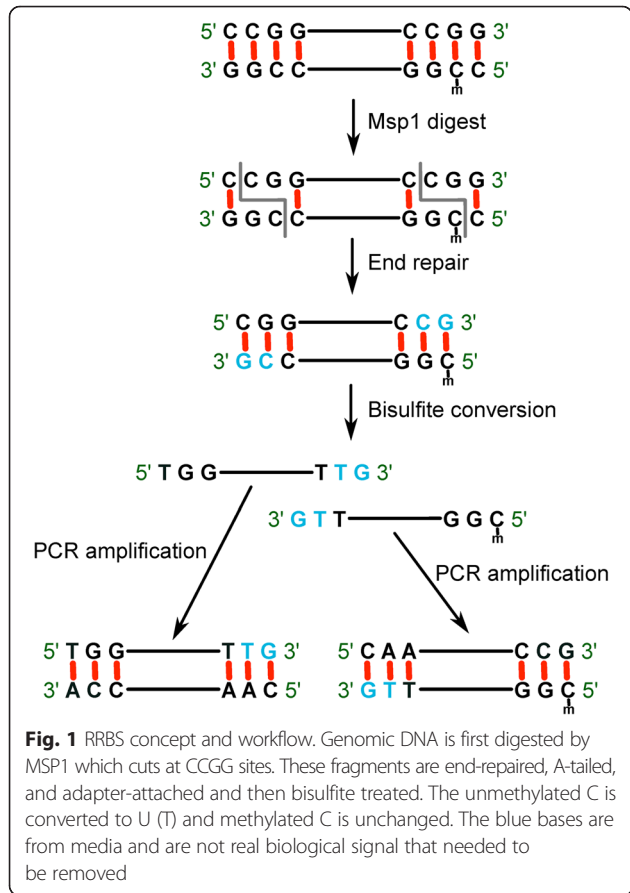 5' C C G G C C G G 3'
3' G G C C G G C C 5'
m
Msp1 digest
5' C C G G C C G G 3'
3' G G C C G G C C 5'
m
End repair
5' C G G C C G 3'
3' G C C G G C 5'
m
Bisulfite conversion
5' T G G T T G 3'
3' G T T G G C 5'
m
PCR amplification
PCR amplification
5' T G G T T G 3' 5' C A A C C G 3'
3' A C C A A C 5' 3' G T T G G C 5'
m
Fig. 1 RRBS concept and workflow. Genomic DNA is first digested by
MSP1 which cuts at CCGG sites. These fragments are end-repaired, A-tailed,
and adapter-attached and then bisulfite treated. The unmethylated C is
converted to U (T) and methylated C is unchanged. The blue bases are
from media and are not real biological signal that needed to
be removed